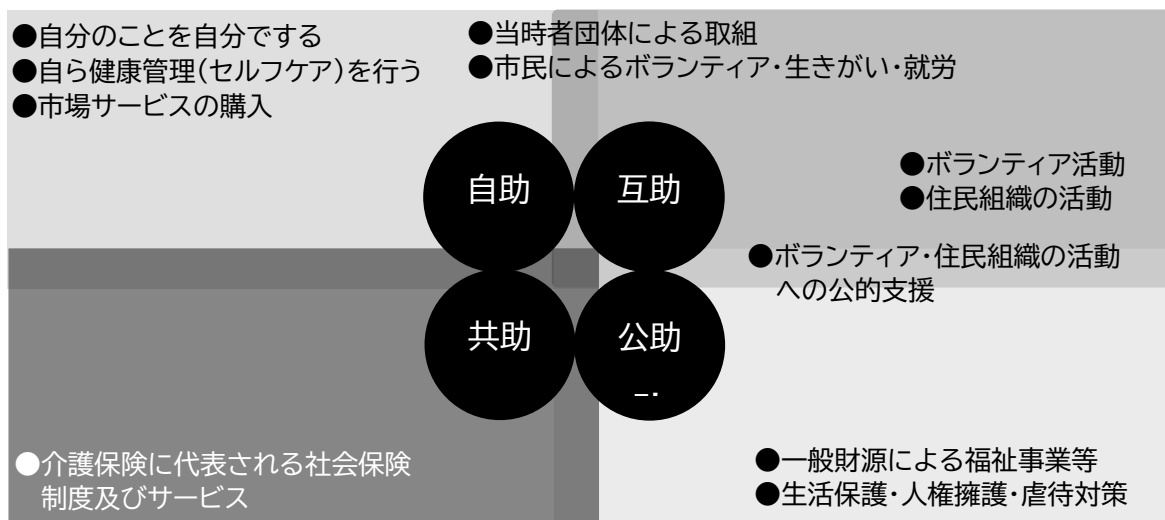 ●自分のことを自分でする
●自ら健康管理(セルフケア)を行う
●市場サービスの購入
●当時者団体による取組
●市民によるボランティア・生きがい・就労
●ボランティア活動
●住民組織の活動
自助
互助
●ボランティア・住民組織の活動
への公的支援
共助
公助
●介護保険に代表される社会保険
制度及びサービス
●一般財源による福祉事業等
●生活保護・人権擁護・虐待対策